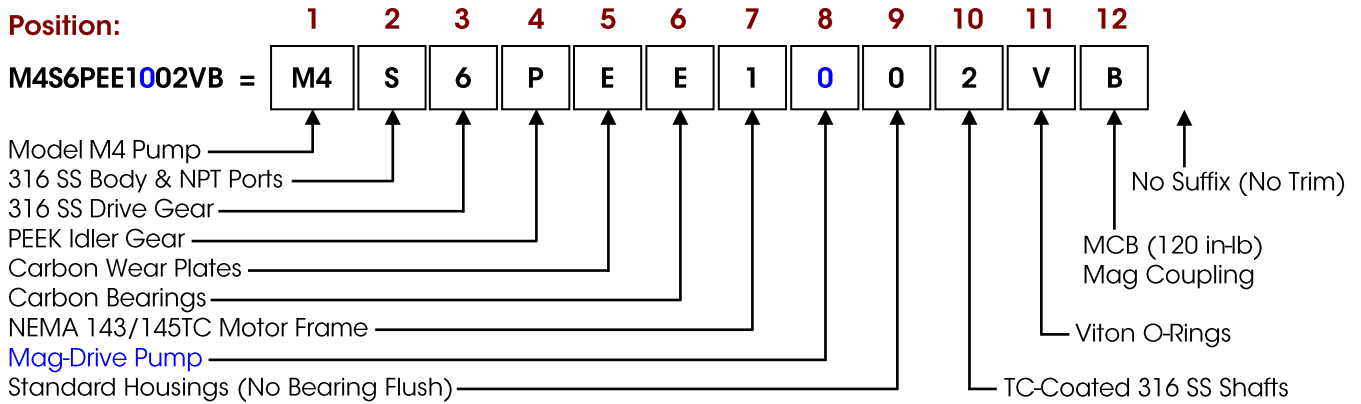 Position: 1 2 3 4 5 6 7 8 9 10 11 12
M4S6PEE1002VB = M4 S 6 P E E 1 0 0 2 V B
Model M4 Pump
316 SS Body & NPT Ports
No Suffix (No Trim)
316 SS Drive Gear
PEEK Idler Gear
MCB (120 in-lb)
Mag Coupling
Carbon Wear Plates
Carbon Bearings
NEMA 143/145TC Motor Frame
Viton O-Rings
Mag-Drive Pump
Standard Housings (No Bearing Flush)
TC-Coated 316 SS Shafts